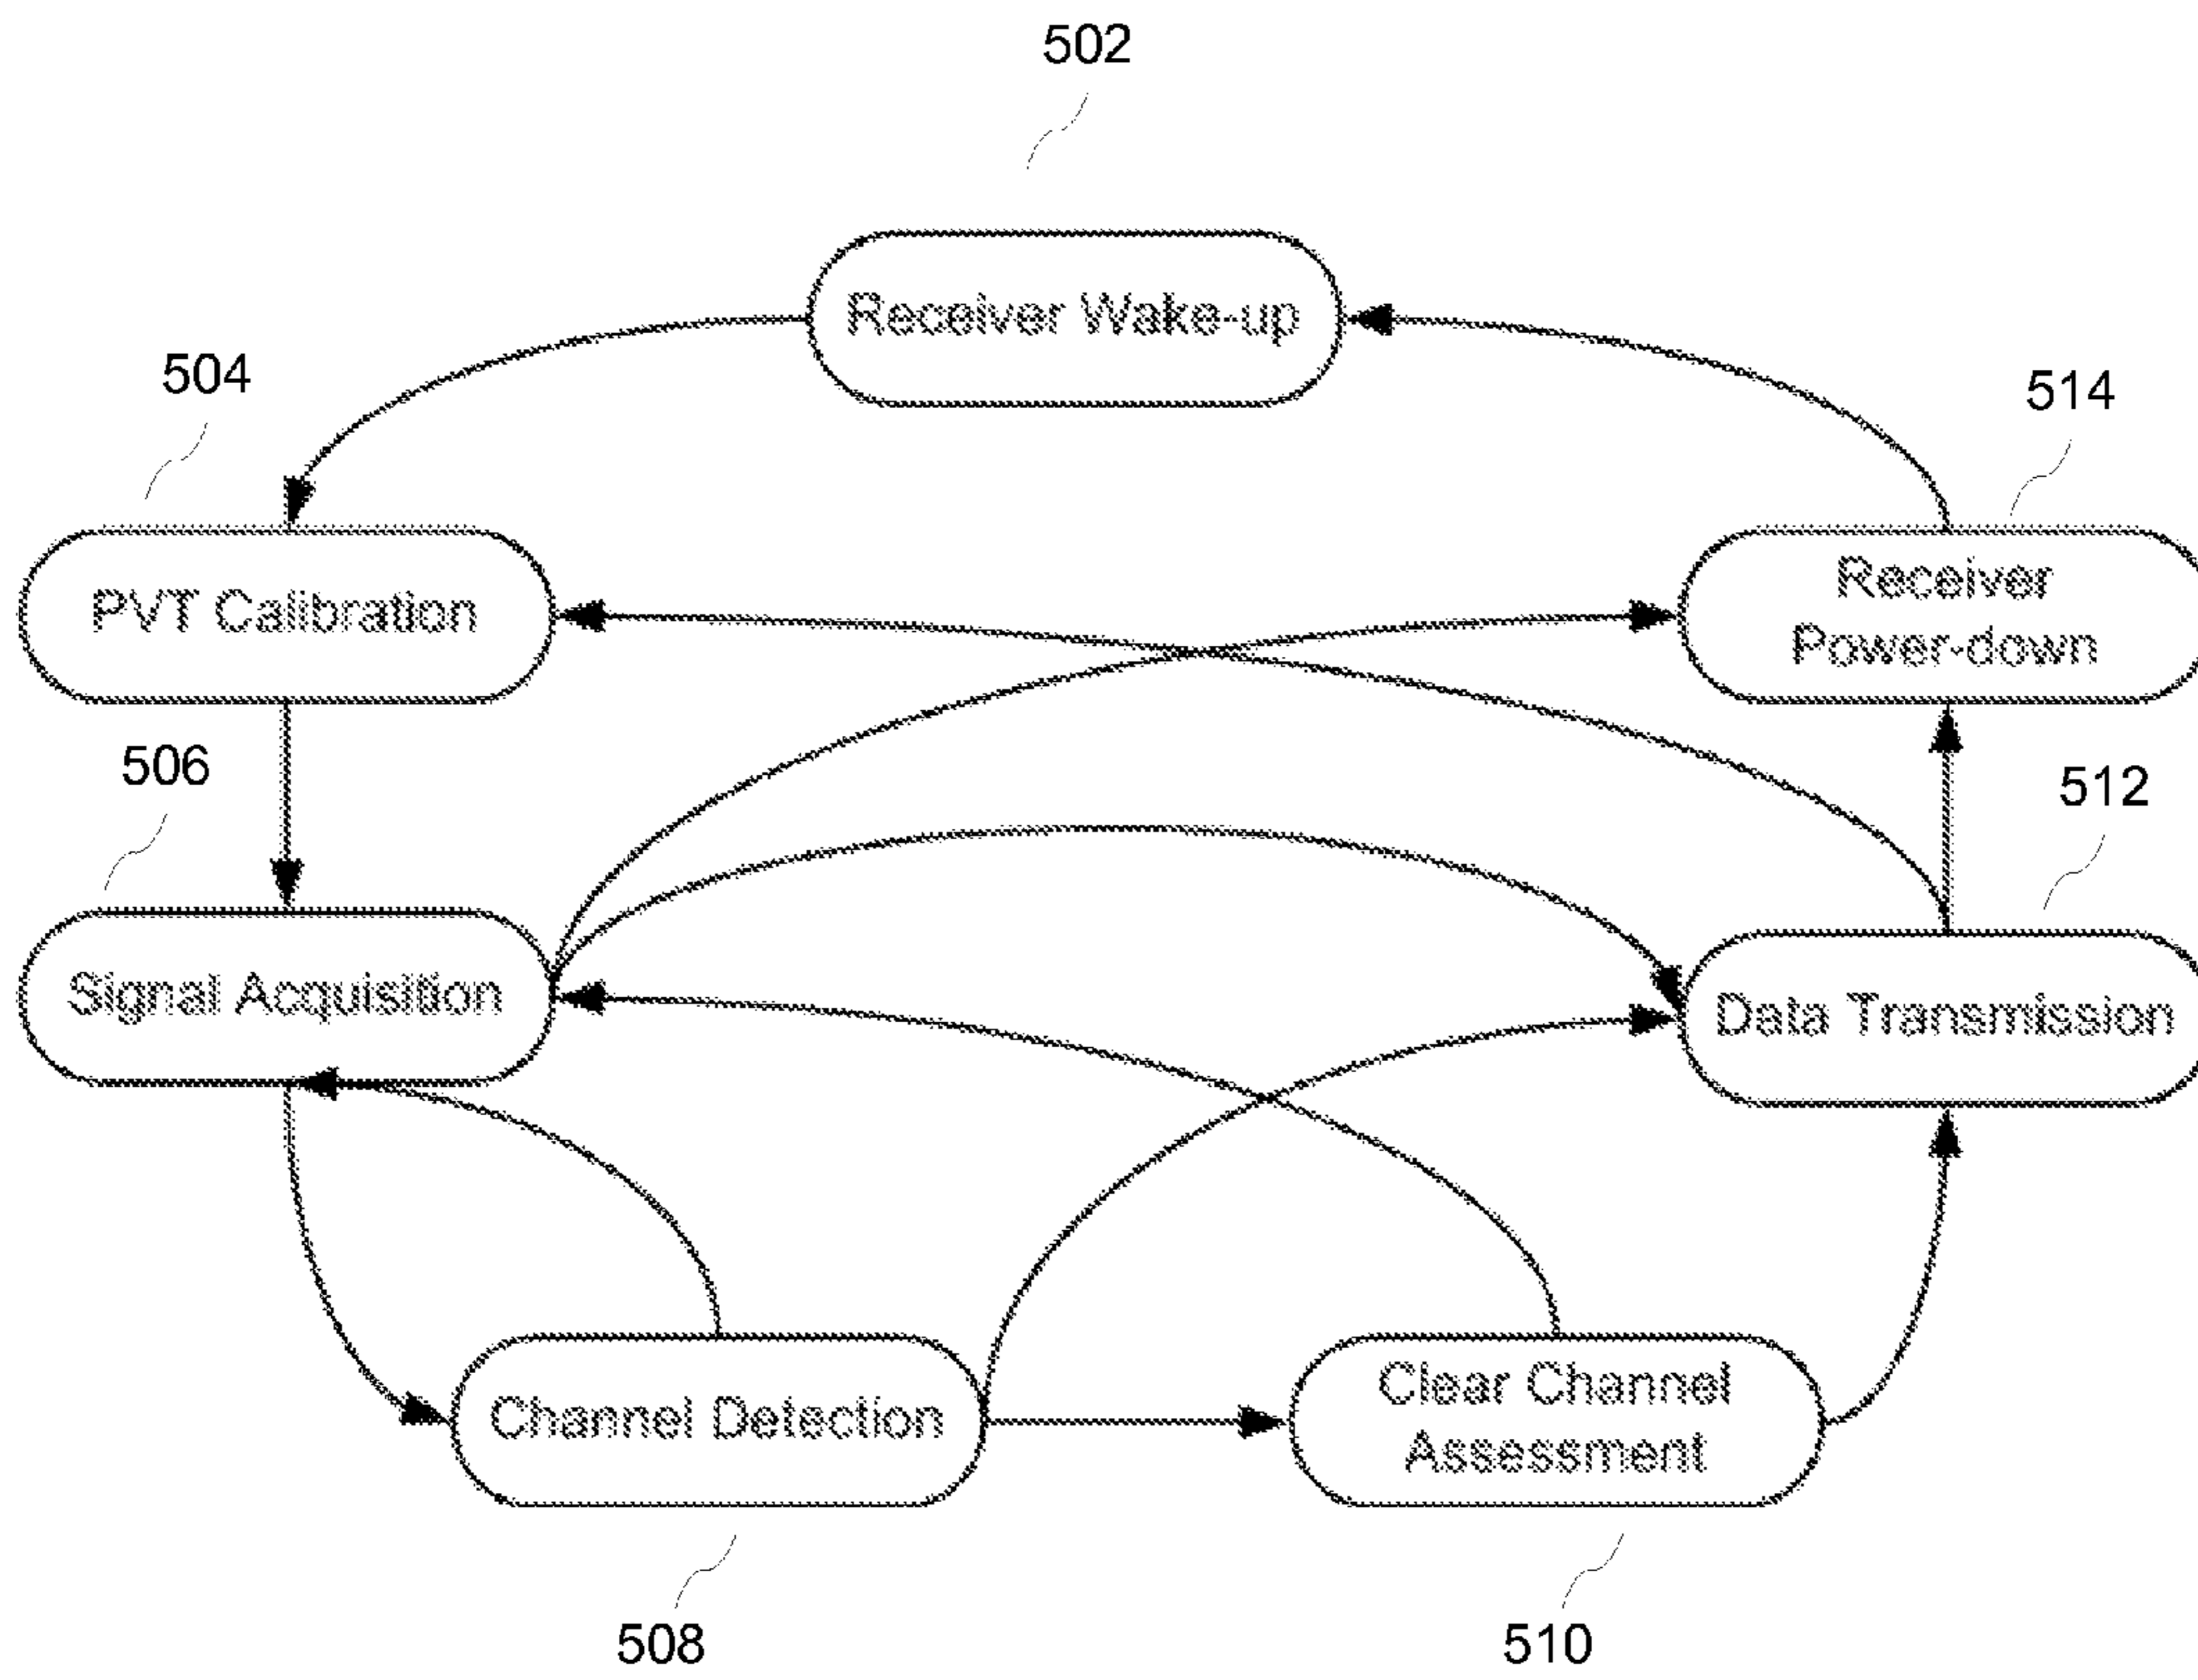 502
Receiver Wake-up
504
514
PVT Calibration
Receiver
Power-down
506
512
Signal Acquisition
Data Transmission
Channel Detection
Clear Channel
Assessment
508
510